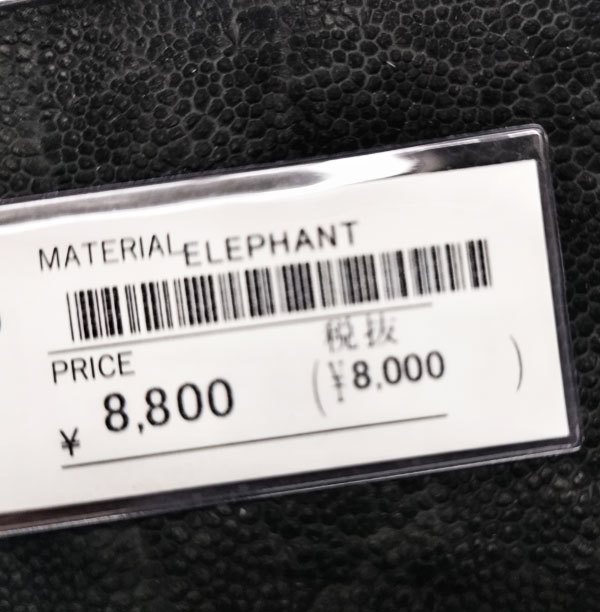 MATERIAL ELEPHANT
PRICE
税抜
¥ 8,800 (¥8,000)